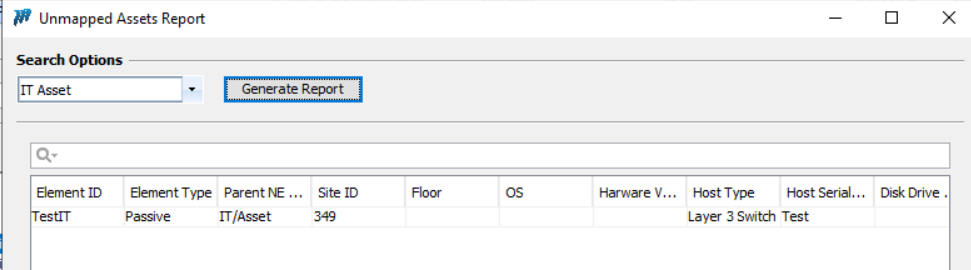 Unmapped Assets Report
Search Options
IT Asset
Generate Report
Element ID Element Type Parent NE ... Site ID Floor OS Harware V... Host Type Host Serial... Disk Drive .
TestIT Passive IT/Asset 349 Layer 3 Switch Test